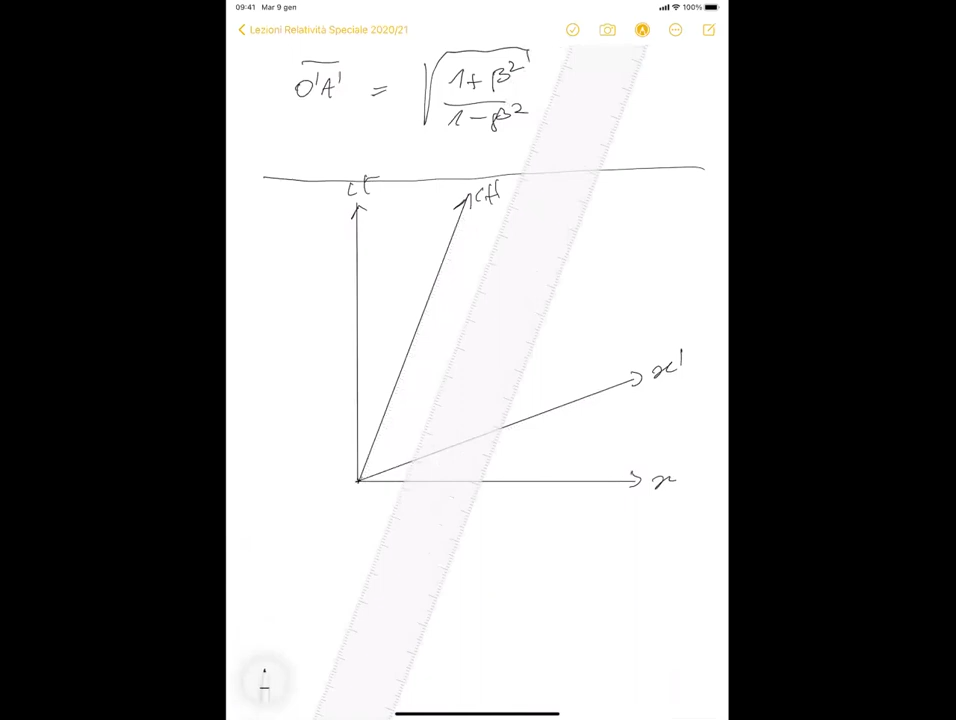 09:41 Mar 9 gen 100%
Lezioni Relatività Speciale 2020/21
O'A' = √((1+β²)/(1-β²))
ct
ct'
x'
x